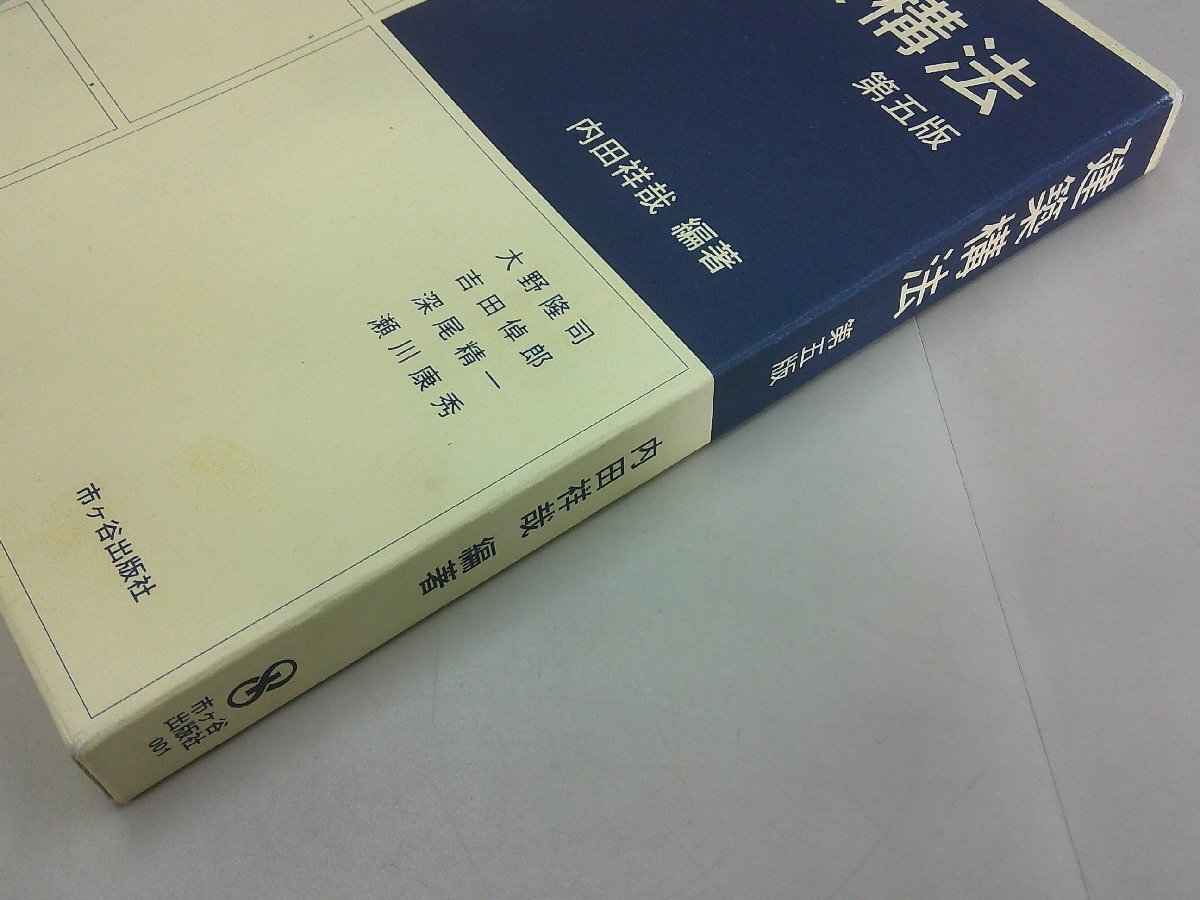 構法
第五版
内田祥哉 編著
大野隆司
吉田倬郎
深尾精一
瀬川康秀
市ヶ谷出版社
建築構法 第五版
内田祥哉 編著
市ヶ谷
出版社
001